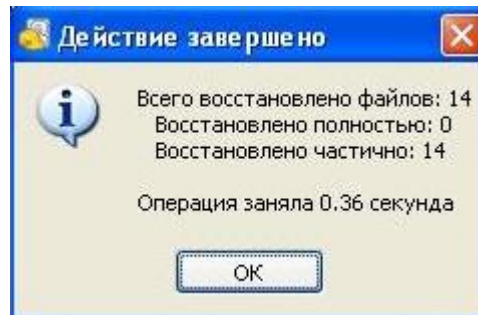 Действие завершено
Всего восстановлено файлов: 14
Восстановлено полностью: 0
Восстановлено частично: 14
Операция заняла 0.36 секунда
OK